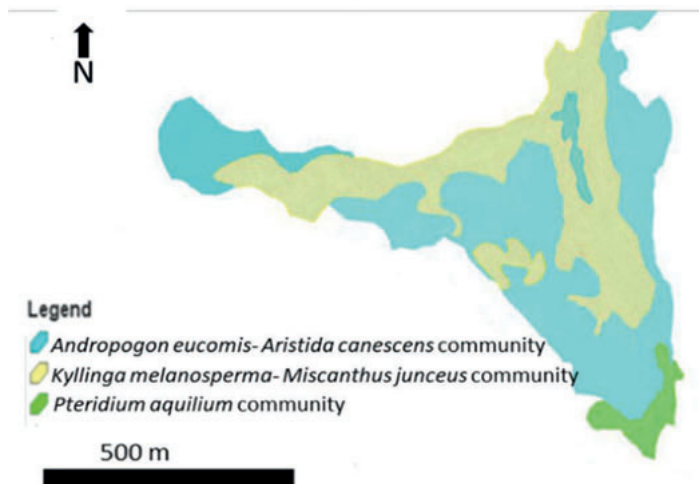 N
Legend
Andropogon eucomis- Aristida canescens community
Kyllinga melanosperma- Miscanthus junceus community
Pteridium aquilium community
500 m